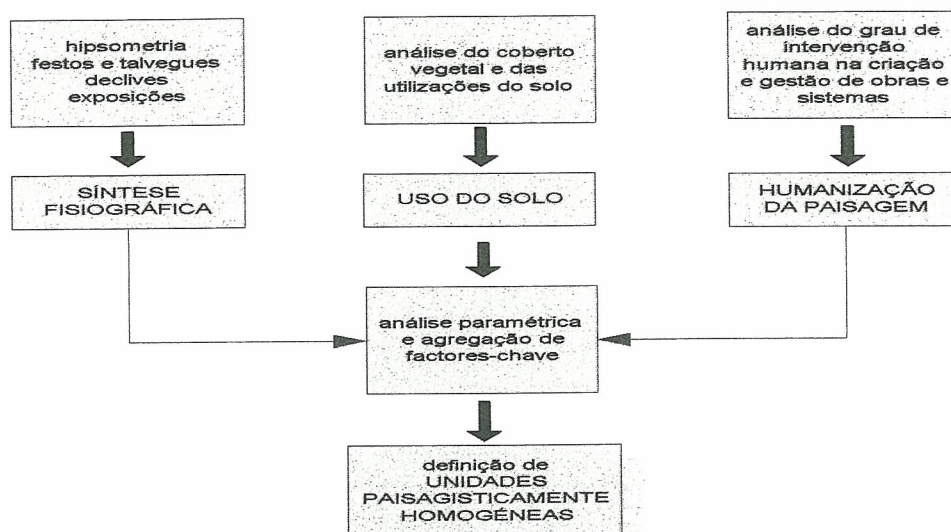 hipsometria
festos e talvegues
declives
exposições
análise do coberto
vegetal e das
utilizações do solo
análise do grau de
intervenção
humana na criação
e gestão de obras e
sistemas
SÍNTESE
FISIOGRÁFICA
USO DO SOLO
HUMANIZAÇÃO
DA PAISAGEM
análise paramétrica
e agregação de
factores-chave
definição de
UNIDADES
PAISAGISTICAMENTE
HOMOGÉNEAS